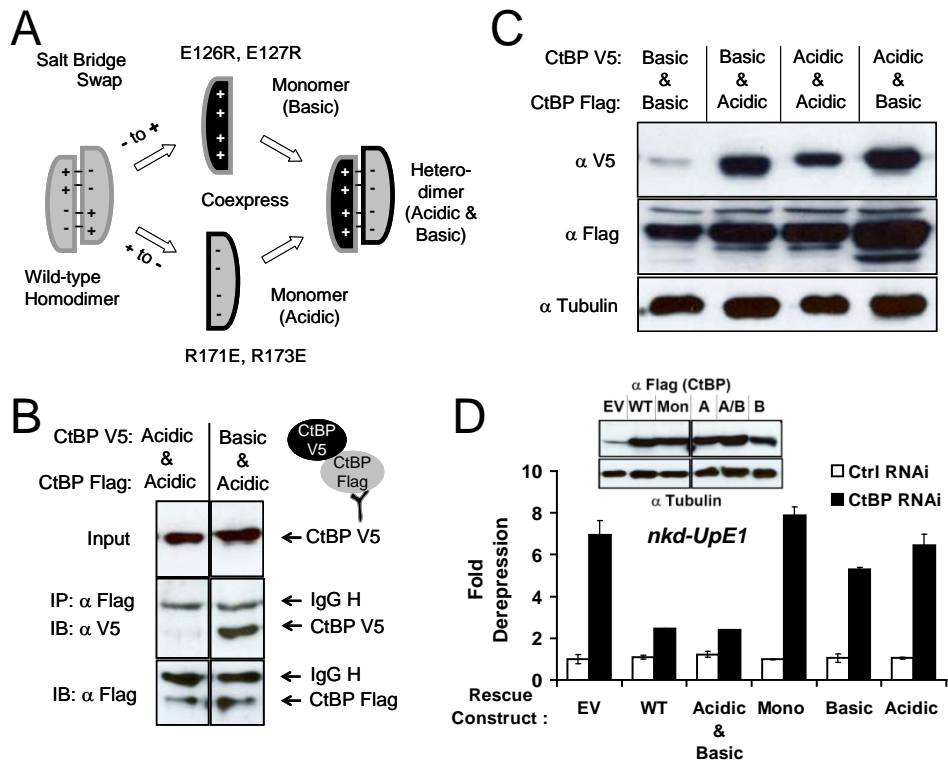 A
Salt Bridge
Swap
E126R, E127R
Monomer
(Basic)
- to +
+ + + +
+ - + - - + - +
Coexpress
+ to -
- - - -
+ - + - + - + -
Hetero-
dimer
(Acidic &
Basic)
Wild-type
Homodimer
Monomer
(Acidic)
R171E, R173E
B
CtBP V5: Acidic Basic
& &
CtBP Flag: Acidic Acidic
CtBP
V5
CtBP
Flag
Input
CtBP V5
IP: α Flag
IB: α V5
IgG H
CtBP V5
IB: α Flag
IgG H
CtBP Flag
C
CtBP V5: Basic Basic Acidic Acidic
& & & &
CtBP Flag: Basic Acidic Acidic Basic
α V5
α Flag
α Tubulin
D
α Flag (CtBP)
EV WT Mon A A/B B
α Tubulin
nkd-UpE1
Ctrl RNAi
CtBP RNAi
Fold
Derepression
10
8
6
4
2
0
Rescue
Construct :
EV WT Acidic & Basic Mono Basic Acidic